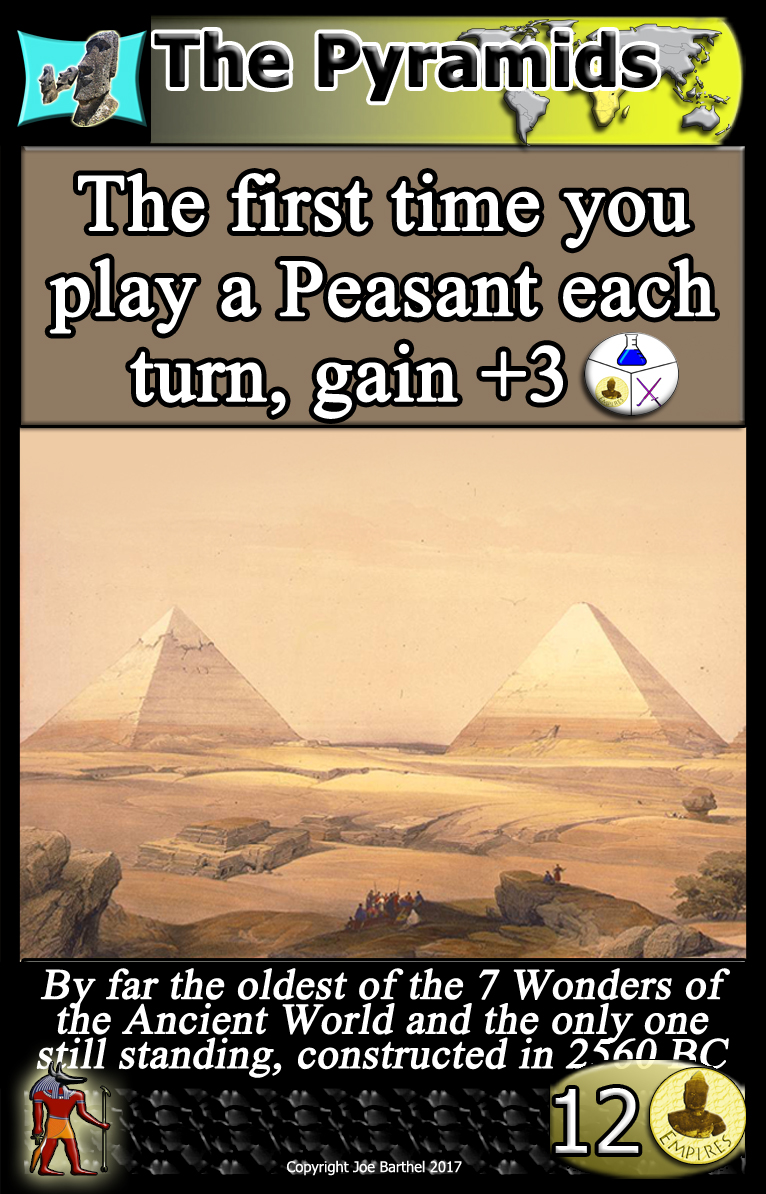 The Pyramids
The first time you
play a Peasant each
turn, gain +3
EMPIRES
By far the oldest of the 7 Wonders of
the Ancient World and the only one
still standing, constructed in 2560 BC
12
EMPIRES
Copyright Joe Barthel 2017